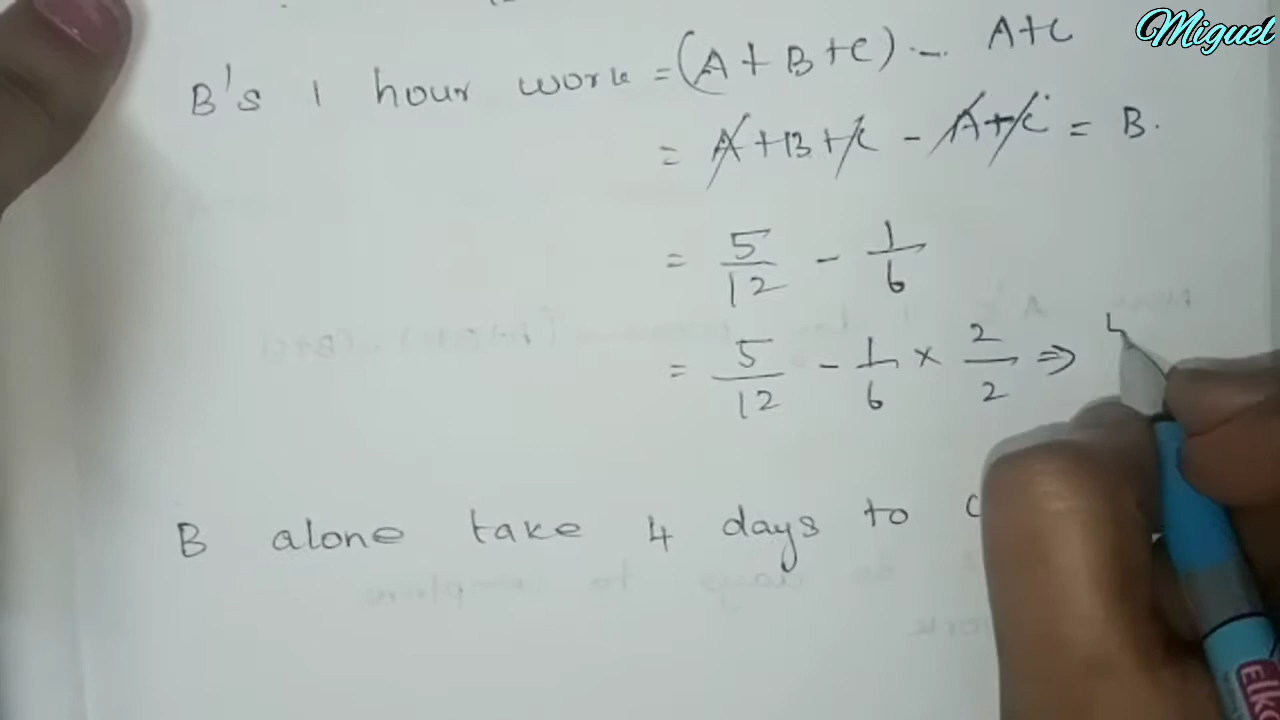 Miguel
B's 1 hour work = (A + B + C) - A+C
= A + B + C - A + C = B.
= 5/12 - 1/6
= 5/12 - 1/6 × 2/2 ⇒
B alone take 4 days to
Elko